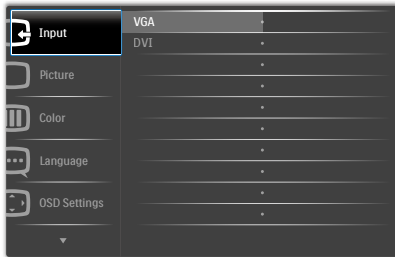 Input
Picture
Color
Language
OSD Settings
VGA
DVI